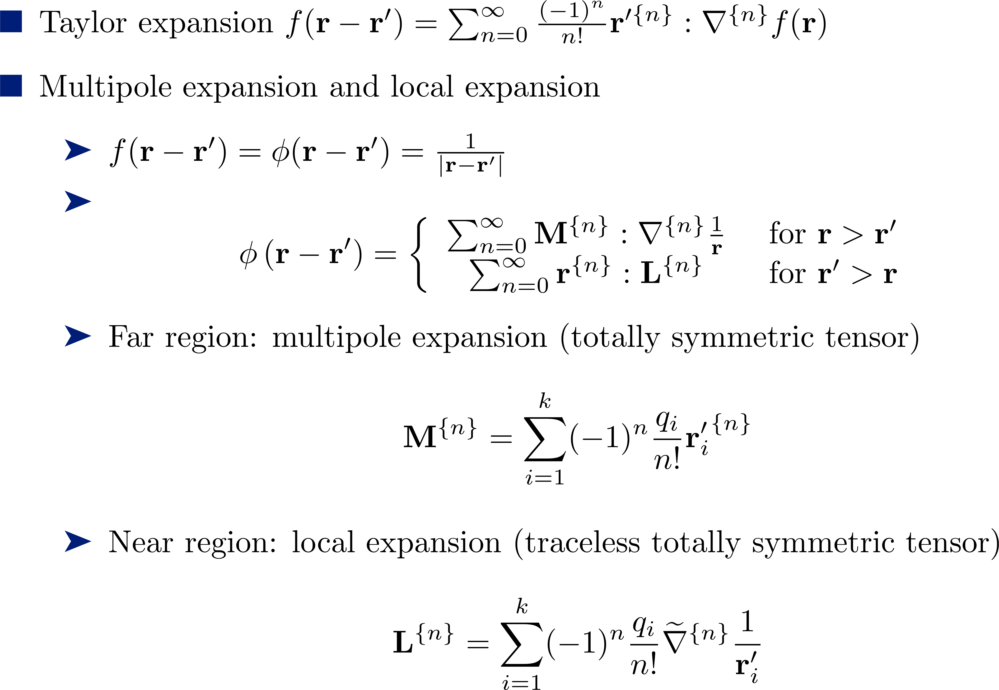 ■ Taylor expansion $f(\mathbf{r}-\mathbf{r}') = \sum_{n=0}^{\infty} \frac{(-1)^n}{n!} \mathbf{r}'^{\{n\}} : \nabla^{\{n\}} f(\mathbf{r})$
■ Multipole expansion and local expansion
➤ $f(\mathbf{r}-\mathbf{r}') = \phi(\mathbf{r}-\mathbf{r}') = \frac{1}{|\mathbf{r}-\mathbf{r}'|}$
➤
$\phi\,(\mathbf{r}-\mathbf{r}') = \begin{cases} \sum_{n=0}^{\infty} \mathbf{M}^{\{n\}} : \nabla^{\{n\}} \frac{1}{\mathbf{r}} & \text{for } \mathbf{r} > \mathbf{r}' \\ \sum_{n=0}^{\infty} \mathbf{r}^{\{n\}} : \mathbf{L}^{\{n\}} & \text{for } \mathbf{r}' > \mathbf{r} \end{cases}$
➤ Far region: multipole expansion (totally symmetric tensor)
$\mathbf{M}^{\{n\}} = \sum_{i=1}^{k} (-1)^n \frac{q_i}{n!} \mathbf{r}_i'^{\{n\}}$
➤ Near region: local expansion (traceless totally symmetric tensor)
$\mathbf{L}^{\{n\}} = \sum_{i=1}^{k} (-1)^n \frac{q_i}{n!} \widetilde{\nabla}^{\{n\}} \frac{1}{\mathbf{r}_i'}$